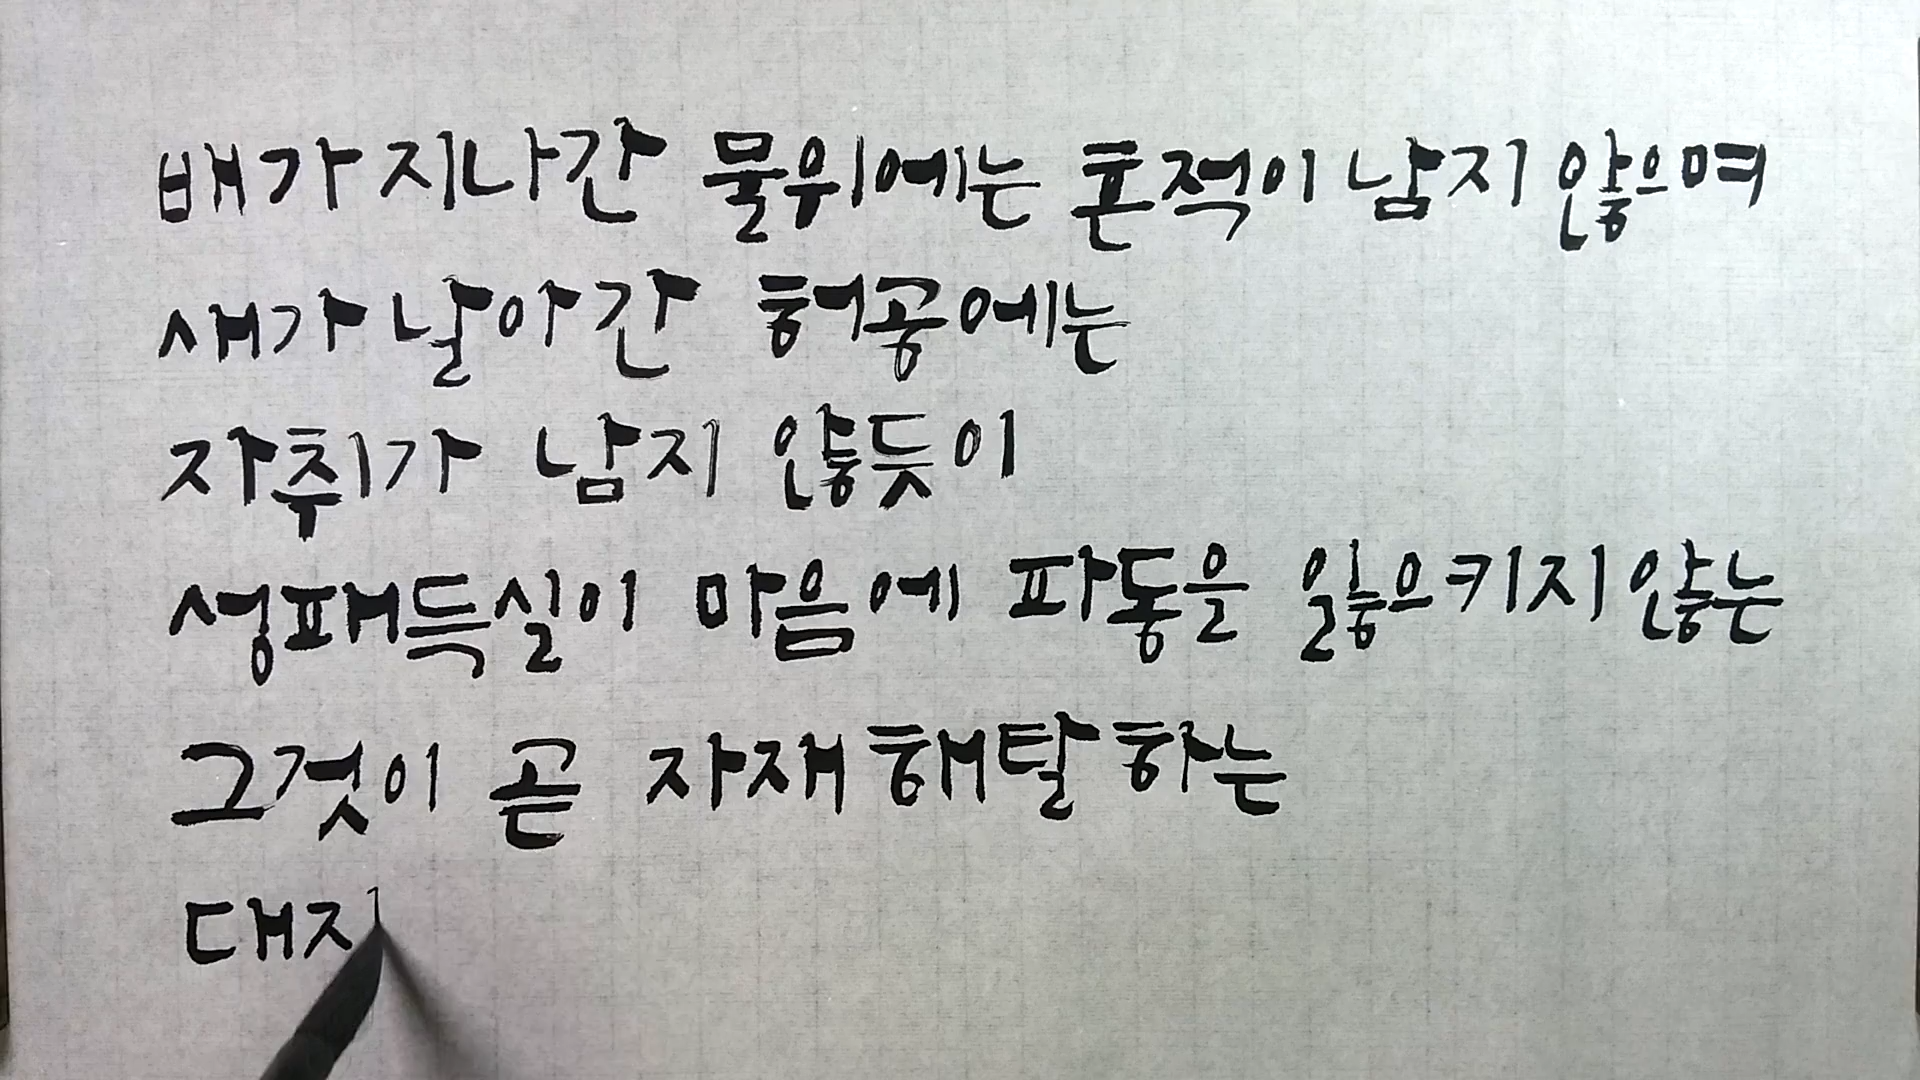 배가 지나간 물위에는 흔적이 남지 않으며
새가 날아간 허공에는
자취가 남지 않듯이
성패득실이 마음에 파동을 잃으키지 않는
그것이 곧 자재해탈하는
대지